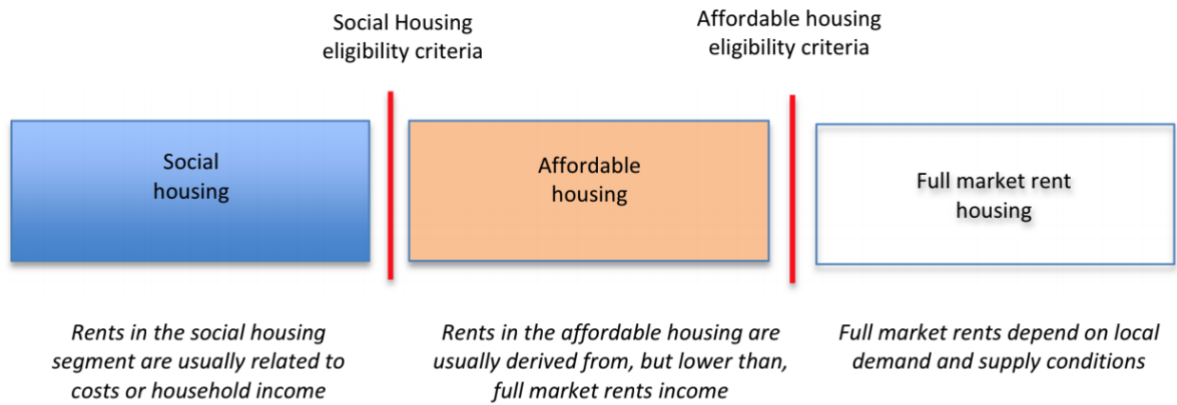 Social Housing
eligibility criteria
Affordable housing
eligibility criteria
Social
housing
Affordable
housing
Full market rent
housing
Rents in the social housing
segment are usually related to
costs or household income
Rents in the affordable housing are
usually derived from, but lower than,
full market rents income
Full market rents depend on local
demand and supply conditions